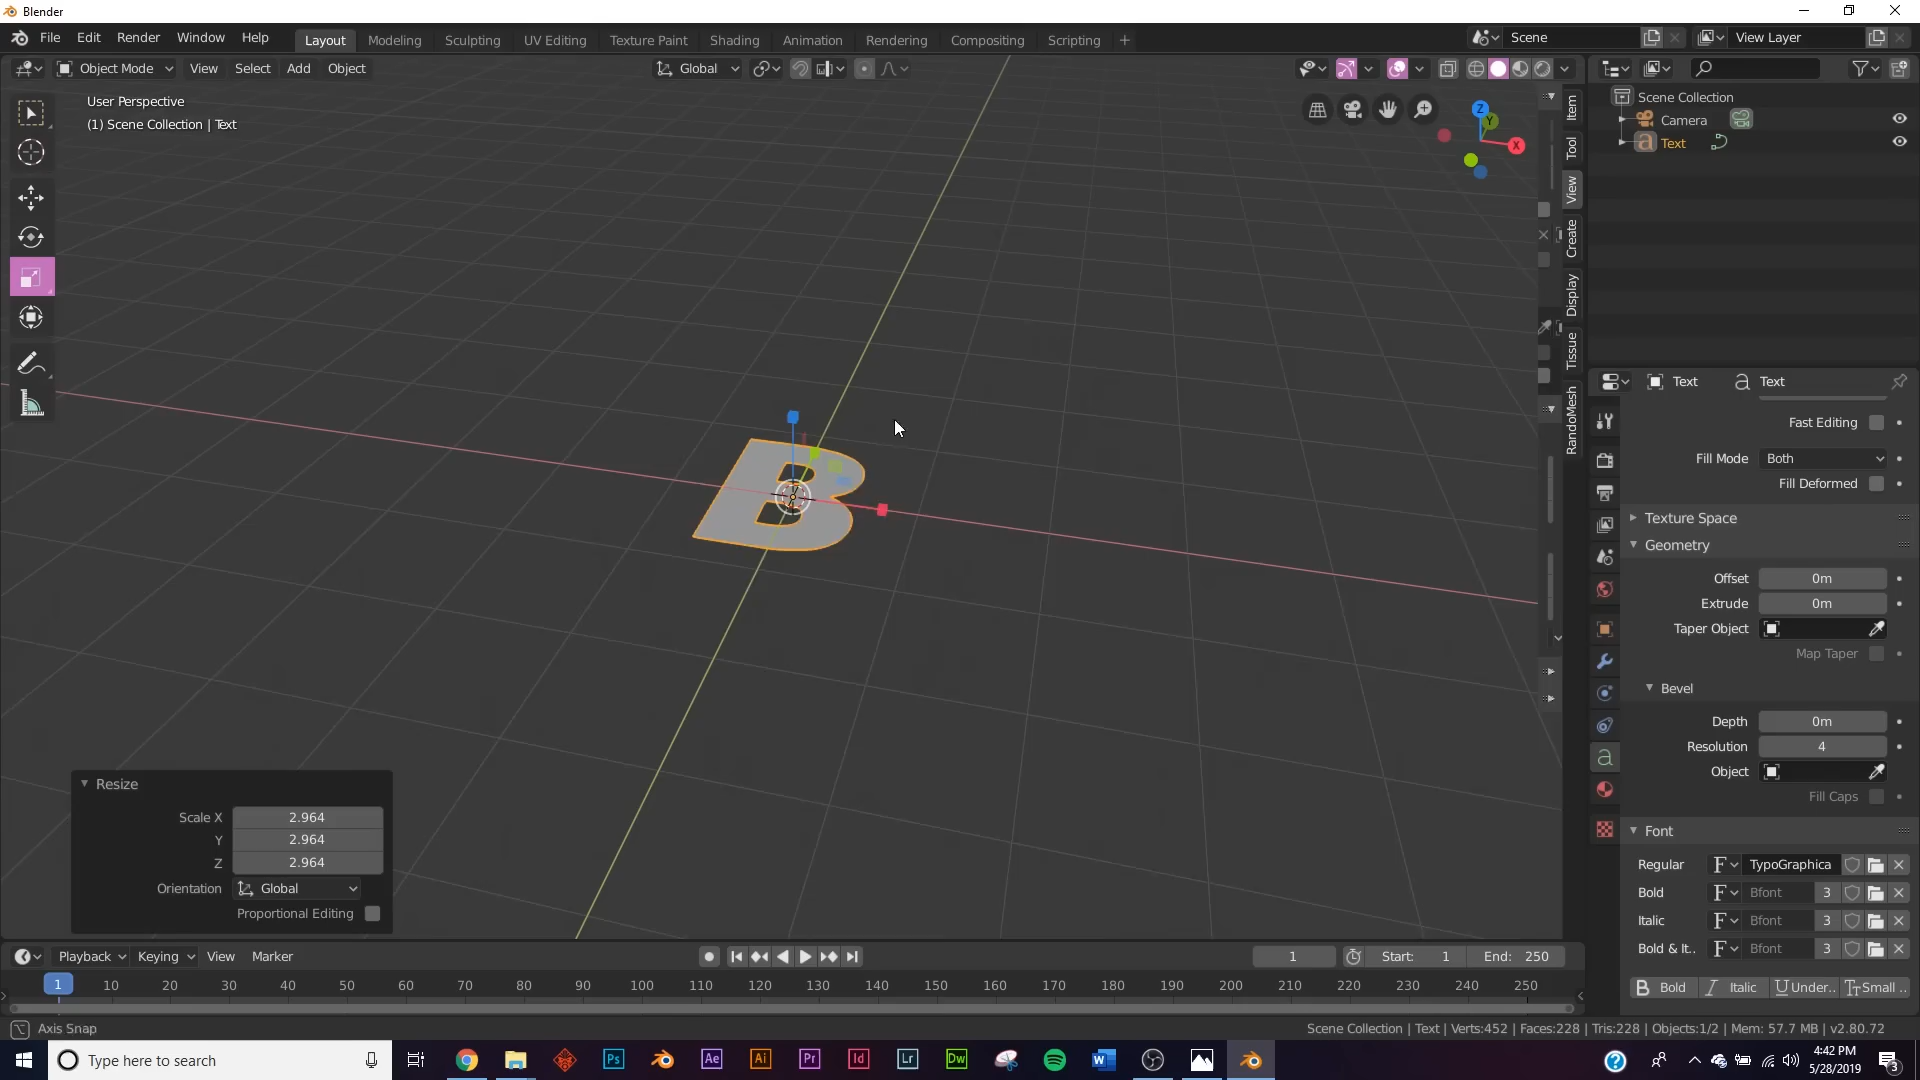 Blender
File Edit Render Window Help Layout Modeling Sculpting UV Editing Texture Paint Shading Animation Rendering Compositing Scripting + Scene View Layer
Object Mode View Select Add Object Global
User Perspective
(1) Scene Collection | Text
Z
Y
X
Item
Tool
View
Create
Display
Tissue
RandoMesh
B
Scene Collection
Camera
Text
Text Text
Fast Editing
Fill Mode Both
Fill Deformed
Texture Space
Geometry
Offset 0m
Extrude 0m
Taper Object
Map Taper
Bevel
Depth 0m
Resolution 4
Object
Fill Caps
Font
Regular F TypoGraphica
Bold F Bfont 3
Italic F Bfont 3
Bold & It.. F Bfont 3
B Bold I Italic U Under.. Tт Small ..
Resize
Scale X 2.964
Y 2.964
Z 2.964
Orientation Global
Proportional Editing
Playback Keying View Marker 1 Start: 1 End: 250
1 10 20 30 40 50 60 70 80 90 100 110 120 130 140 150 160 170 180 190 200 210 220 230 240 250
Axis Snap
Scene Collection | Text | Verts:452 | Faces:228 | Tris:228 | Objects:1/2 | Mem: 57.7 MB | v2.80.72
Type here to search
Ps Ae Ai Pr Id Lr Dw W
4:42 PM
5/28/2019
3